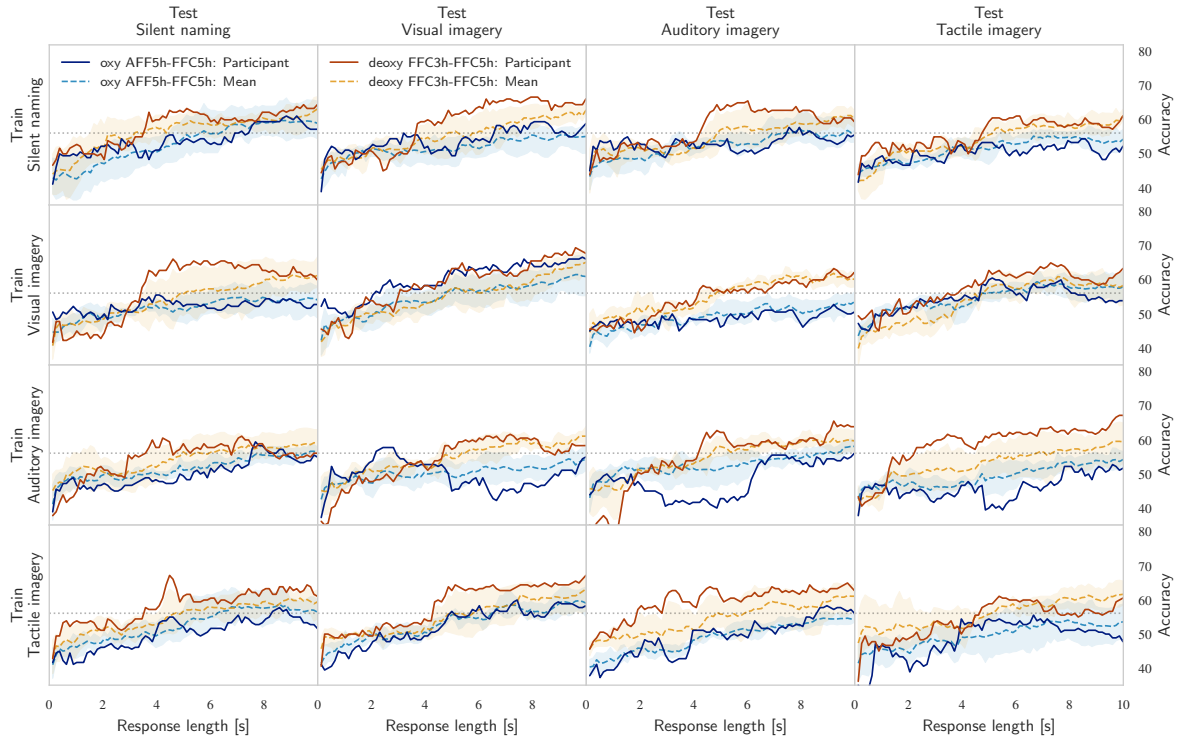 Test
Silent naming
Test
Visual imagery
Test
Auditory imagery
Test
Tactile imagery
oxy AFF5h-FFC5h: Participant
oxy AFF5h-FFC5h: Mean
deoxy FFC3h-FFC5h: Participant
deoxy FFC3h-FFC5h: Mean
Train
Silent naming
80
70
60
50
40
Accuracy
Train
Visual imagery
80
70
60
50
40
Accuracy
Train
Auditory imagery
80
70
60
50
40
Accuracy
Train
Tactile imagery
80
70
60
50
40
Accuracy
0 2 4 6 8 0 2 4 6 8 0 2 4 6 8 0 2 4 6 8 10
Response length [s] Response length [s] Response length [s] Response length [s]